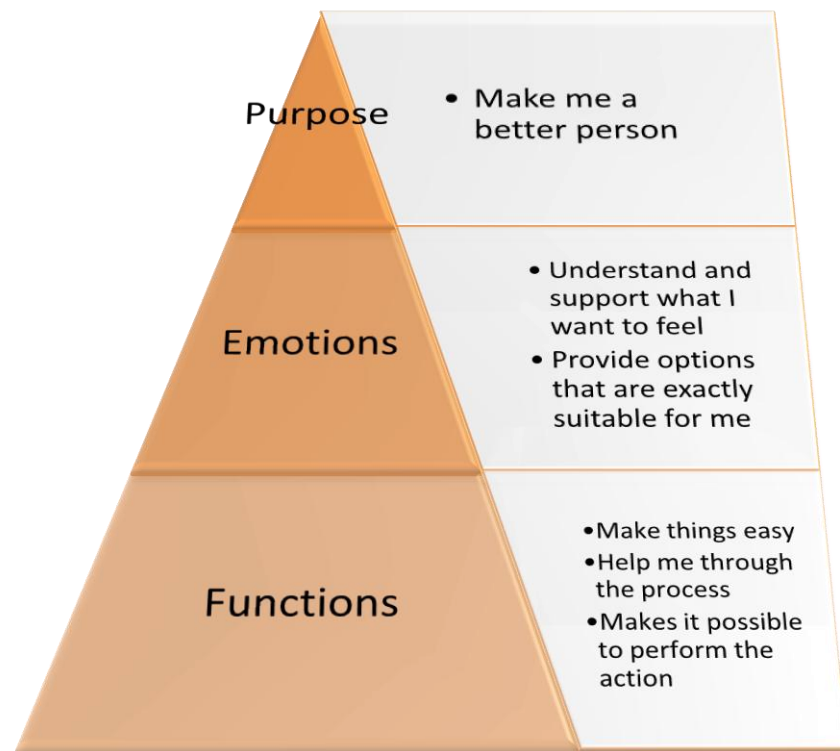 Purpose
• Make me a
better person
Emotions
• Understand and
support what I
want to feel
• Provide options
that are exactly
suitable for me
Functions
•Make things easy
•Help me through
the process
•Makes it possible
to perform the
action